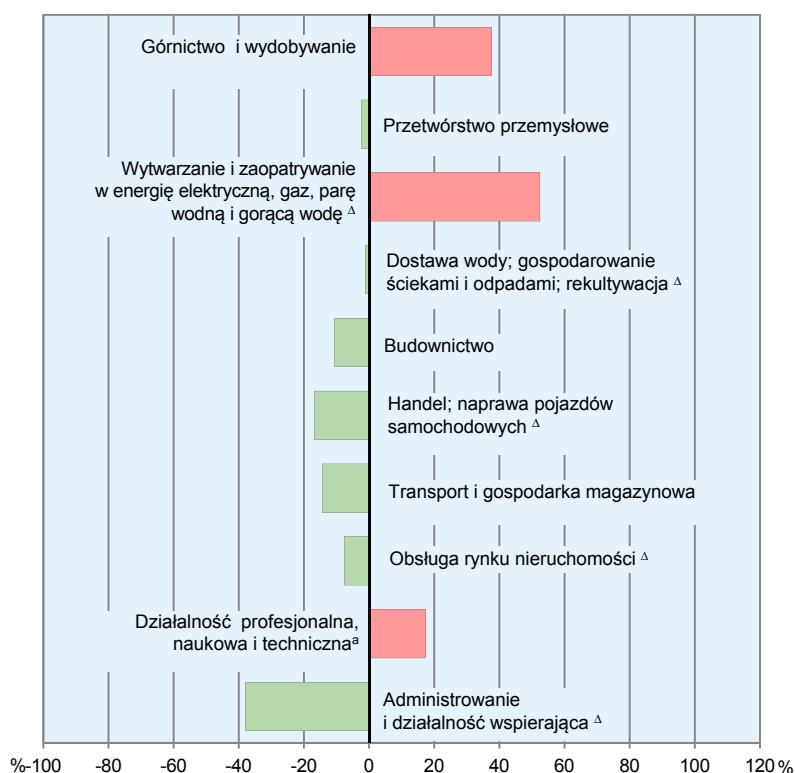 Górnictwo i wydobywanie
Przetwórstwo przemysłowe
Wytwarzanie i zaopatrywanie
w energię elektryczną, gaz, parę
wodną i gorącą wodę Δ
Dostawa wody; gospodarowanie
ściekami i odpadami; rekultywacja Δ
Budownictwo
Handel; naprawa pojazdów
samochodowych Δ
Transport i gospodarka magazynowa
Obsługa rynku nieruchomości Δ
Działalność profesjonalna,
naukowa i techniczna a
Administrowanie
i działalność wspierająca Δ
%-100 -80 -60 -40 -20 0 20 40 60 80 100 120 %